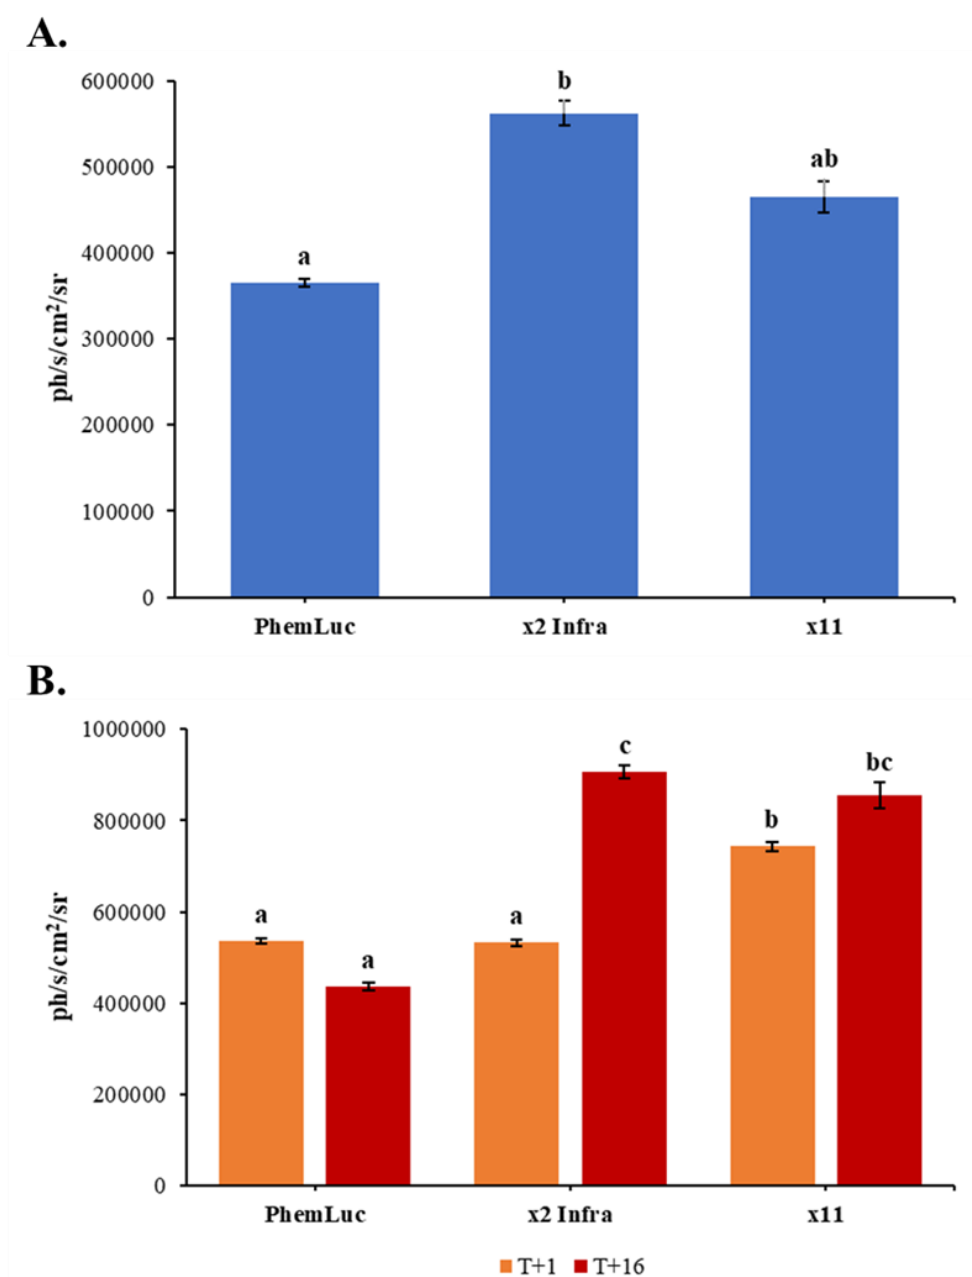 A.
ph/s/cm²/sr
600000
500000
400000
300000
200000
100000
0
a
b
ab
PhemLuc x2 Infra x11
B.
ph/s/cm²/sr
1000000
800000
600000
400000
200000
0
a
a
a
c
b
bc
PhemLuc x2 Infra x11
T+1 T+16